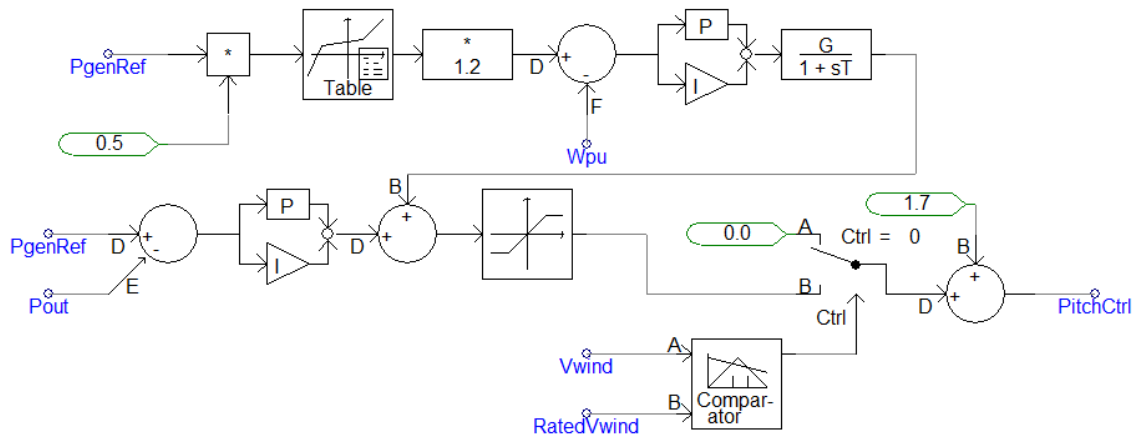 PgenRef
*
0.5
Table
*
1.2
D
+
-
F
Wpu
P
I
G
1 + sT
PgenRef
D
+
-
E
Pout
P
I
D
B
+
+
0.0
A
Ctrl = 0
B
Ctrl
1.7
B
+
D
+
PitchCtrl
Vwind
A
RatedVwind
B
Compar-
ator